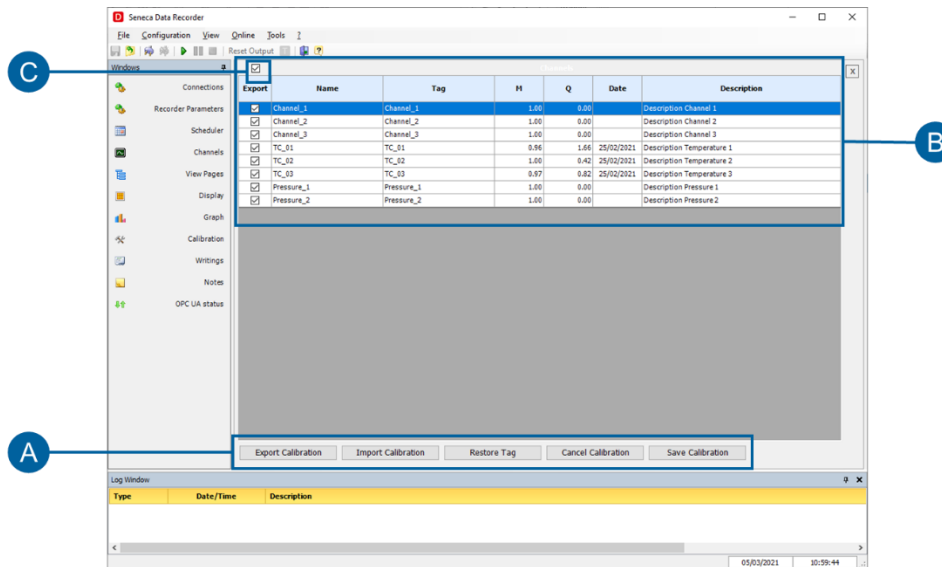 Seneca Data Recorder
File Configuration View Online Tools ?
Reset Output
Windows
Connections
Recorder Parameters
Scheduler
Channels
View Pages
Display
Graph
Calibration
Writings
Notes
OPC UA status
C
Channels
Export Name Tag M Q Date Description
Channel_1 Channel_1 1.00 0.00 Description Channel 1
Channel_2 Channel_2 1.00 0.00 Description Channel 2
Channel_3 Channel_3 1.00 0.00 Description Channel 3
TC_01 TC_01 0.96 1.66 25/02/2021 Description Temperature 1
TC_02 TC_02 1.00 0.42 25/02/2021 Description Temperature 2
TC_03 TC_03 0.97 0.82 25/02/2021 Description Temperature 3
Pressure_1 Pressure_1 1.00 0.00 Description Pressure 1
Pressure_2 Pressure_2 1.00 0.00 Description Pressure 2
B
A
Export Calibration Import Calibration Restore Tag Cancel Calibration Save Calibration
Log Window
Type Date/Time Description
05/03/2021 10:59:44